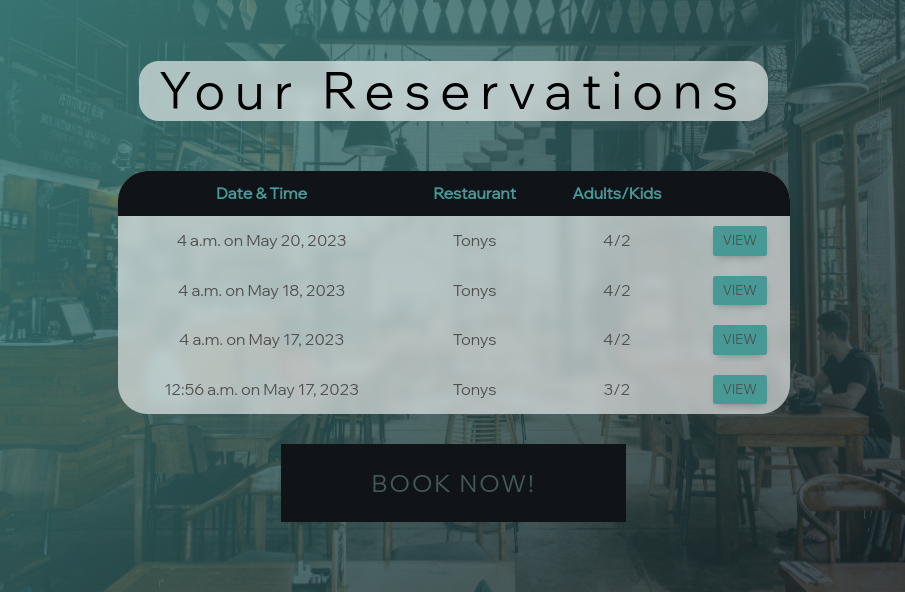 Your Reservations
Date & Time Restaurant Adults/Kids
4 a.m. on May 20, 2023 Tonys 4/2 VIEW
4 a.m. on May 18, 2023 Tonys 4/2 VIEW
4 a.m. on May 17, 2023 Tonys 4/2 VIEW
12:56 a.m. on May 17, 2023 Tonys 3/2 VIEW
BOOK NOW!